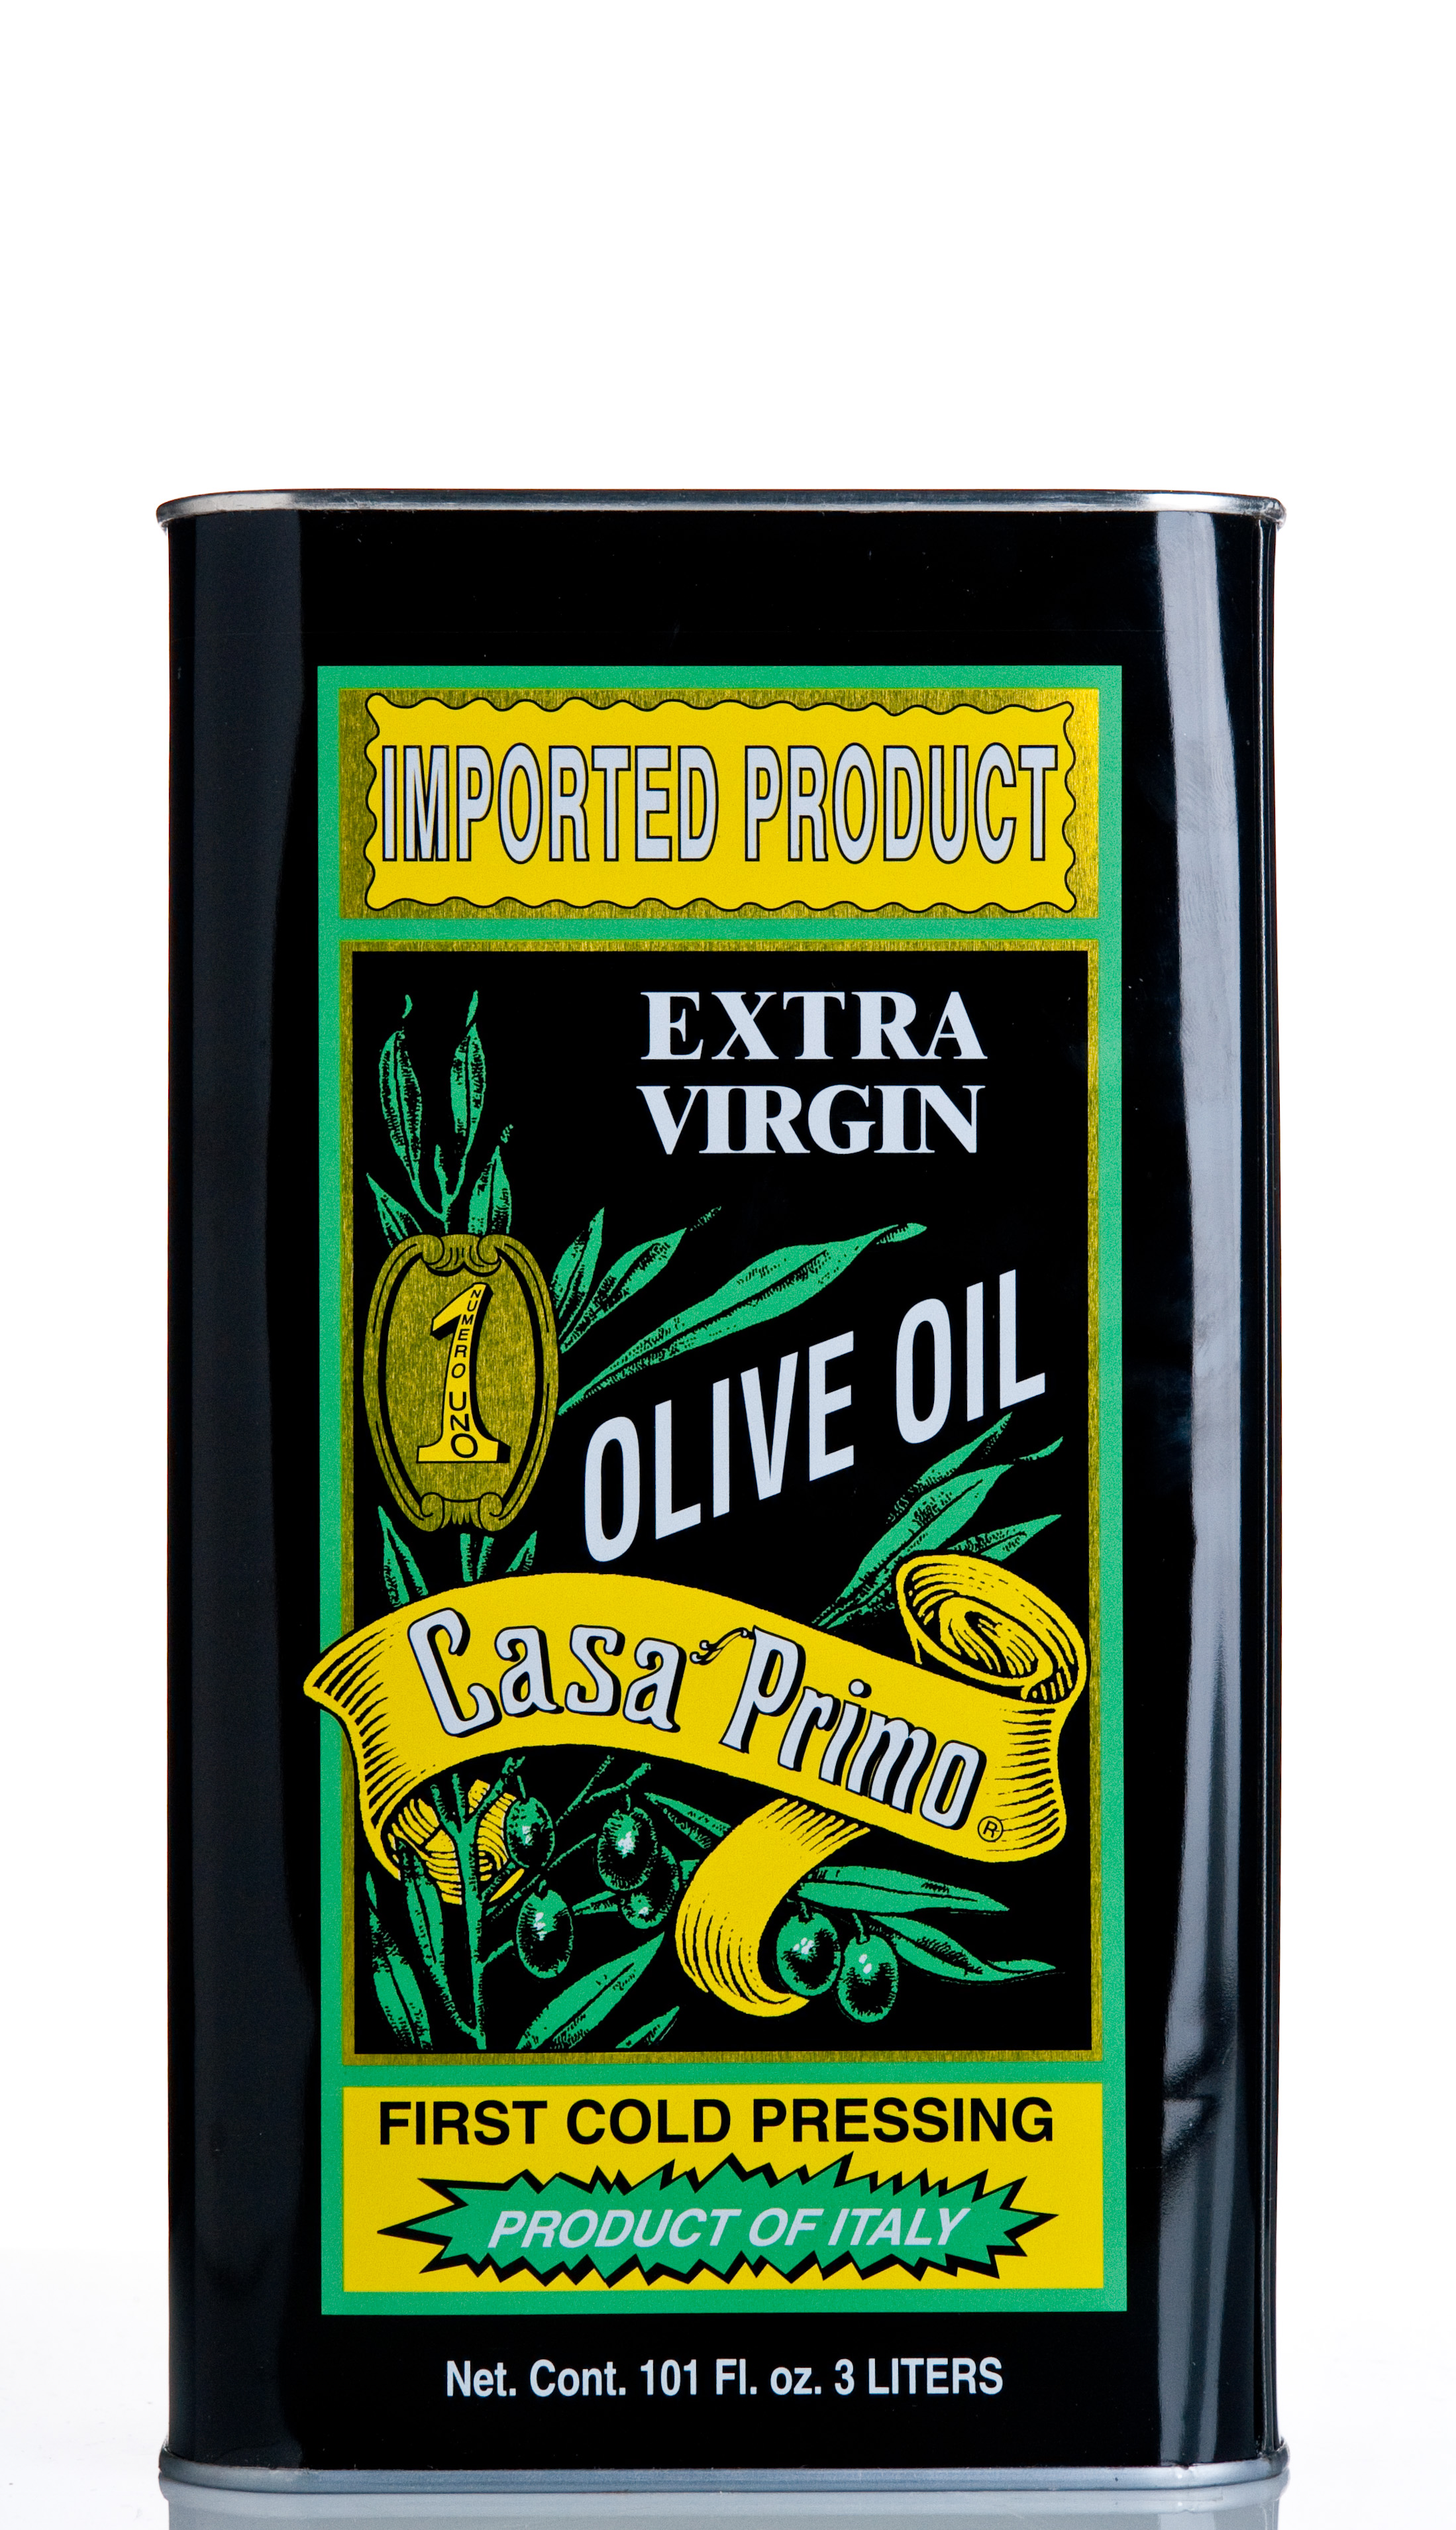 IMPORTED PRODUCT
EXTRA
VIRGIN
1
NUMERO UNO
OLIVE OIL
Casa Primo ®
FIRST COLD PRESSING
PRODUCT OF ITALY
Net. Cont. 101 Fl. oz. 3 LITERS